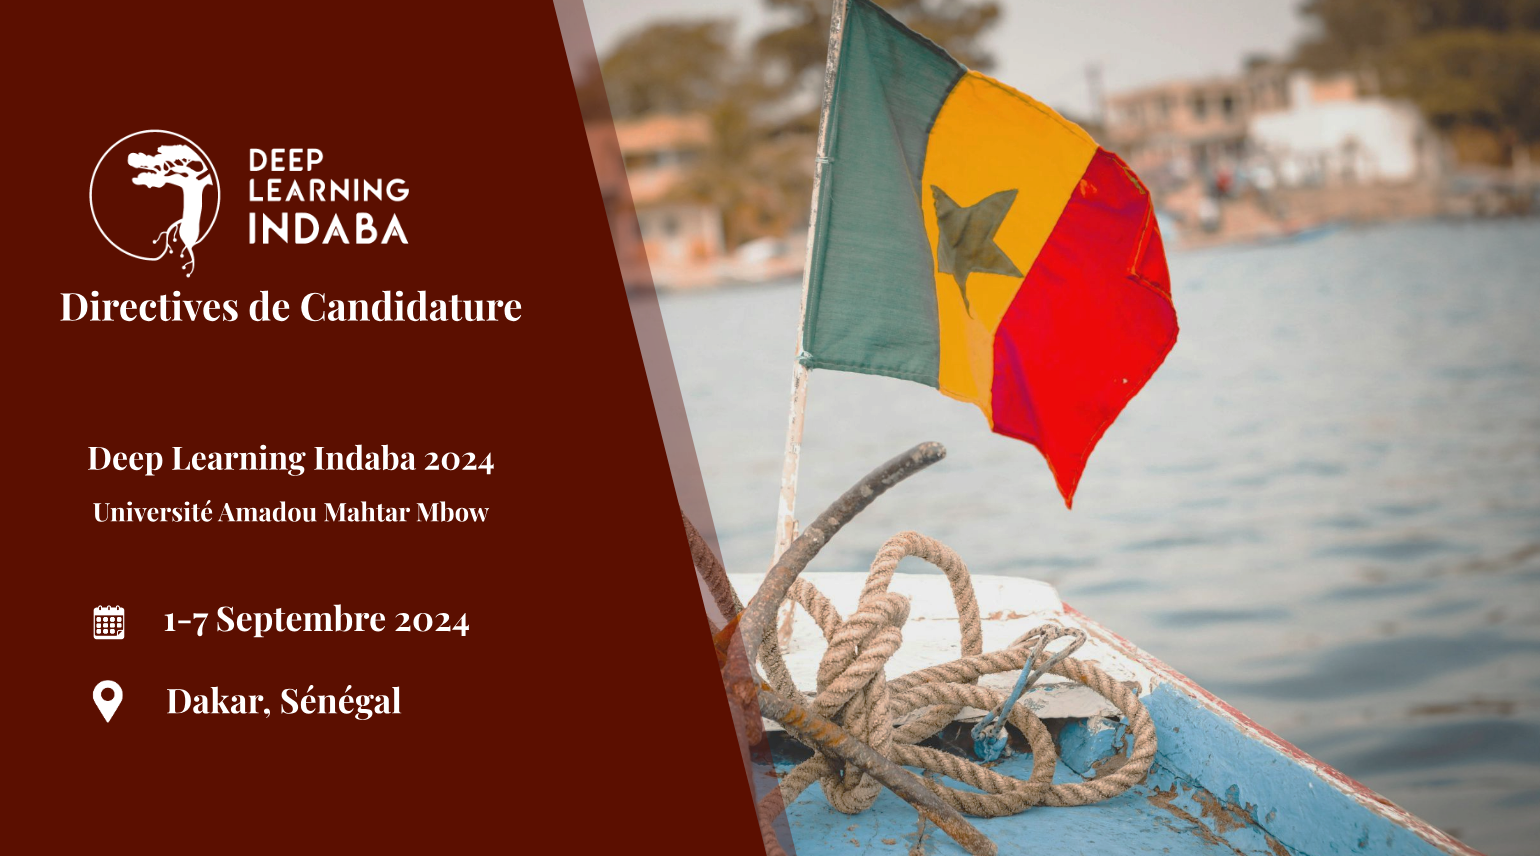 DEEP
LEARNING
INDABA
Directives de Candidature
Deep Learning Indaba 2024
Université Amadou Mahtar Mbow
1-7 Septembre 2024
Dakar, Sénégal